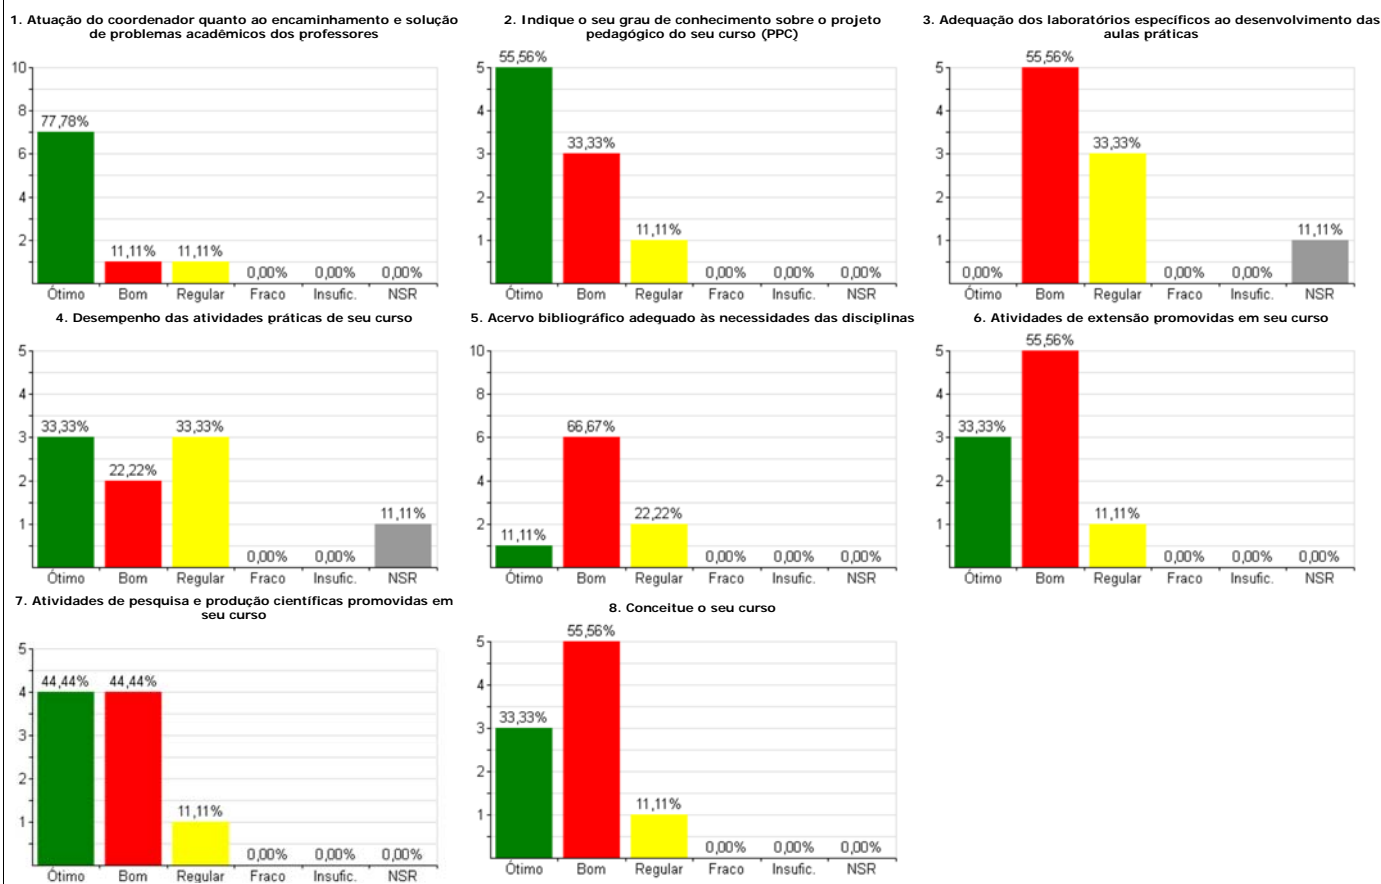 1. Atuação do coordenador quanto ao encaminhamento e solução
de problemas acadêmicos dos professores
10
8
6
4
2
77,78%
11,11%
11,11%
0,00%
0,00%
0,00%
Ótimo
Bom
Regular
Fraco
Insufic.
NSR
2. Indique o seu grau de conhecimento sobre o projeto
pedagógico do seu curso (PPC)
5
4
3
2
1
55,56%
33,33%
11,11%
0,00%
0,00%
0,00%
Ótimo
Bom
Regular
Fraco
Insufic.
NSR
3. Adequação dos laboratórios específicos ao desenvolvimento das
aulas práticas
5
4
3
2
1
0,00%
55,56%
33,33%
0,00%
0,00%
11,11%
Ótimo
Bom
Regular
Fraco
Insufic.
NSR
4. Desempenho das atividades práticas de seu curso
5
4
3
2
1
33,33%
22,22%
33,33%
0,00%
0,00%
11,11%
Ótimo
Bom
Regular
Fraco
Insufic.
NSR
5. Acervo bibliográfico adequado às necessidades das disciplinas
10
8
6
4
2
11,11%
66,67%
22,22%
0,00%
0,00%
0,00%
Ótimo
Bom
Regular
Fraco
Insufic.
NSR
6. Atividades de extensão promovidas em seu curso
5
4
3
2
1
33,33%
55,56%
11,11%
0,00%
0,00%
0,00%
Ótimo
Bom
Regular
Fraco
Insufic.
NSR
7. Atividades de pesquisa e produção científicas promovidas em
seu curso
5
4
3
2
1
44,44%
44,44%
11,11%
0,00%
0,00%
0,00%
Ótimo
Bom
Regular
Fraco
Insufic.
NSR
8. Conceitue o seu curso
5
4
3
2
1
33,33%
55,56%
11,11%
0,00%
0,00%
0,00%
Ótimo
Bom
Regular
Fraco
Insufic.
NSR